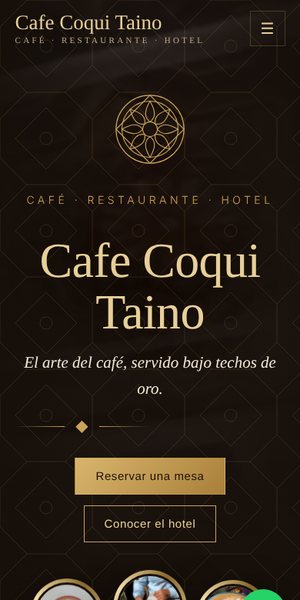 Cafe Coqui Taino
CAFÉ · RESTAURANTE · HOTEL
CAFÉ · RESTAURANTE · HOTEL
Cafe Coqui
Taino
El arte del café, servido bajo techos de
oro.
Reservar una mesa
Conocer el hotel